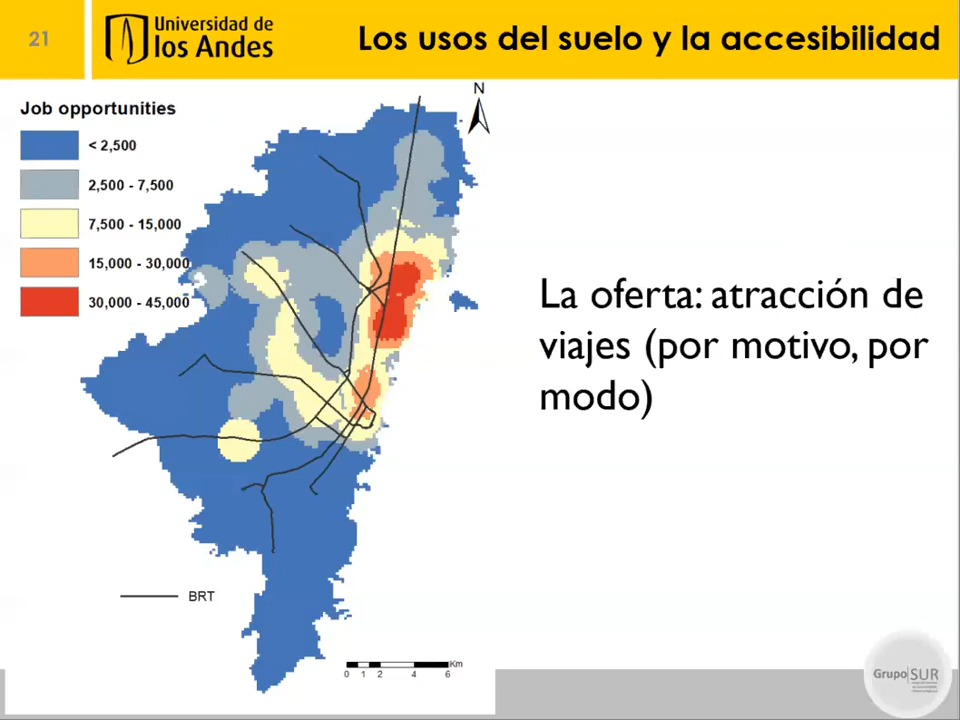 21
Universidad de
los Andes
Los usos del suelo y la accesibilidad
Job opportunities
N
< 2,500
2,500 - 7,500
7,500 - 15,000
15,000 - 30,000
30,000 - 45,000
La oferta: atracción de
viajes (por motivo, por
modo)
BRT
Km
0 1 2 4 6
Grupo SUR